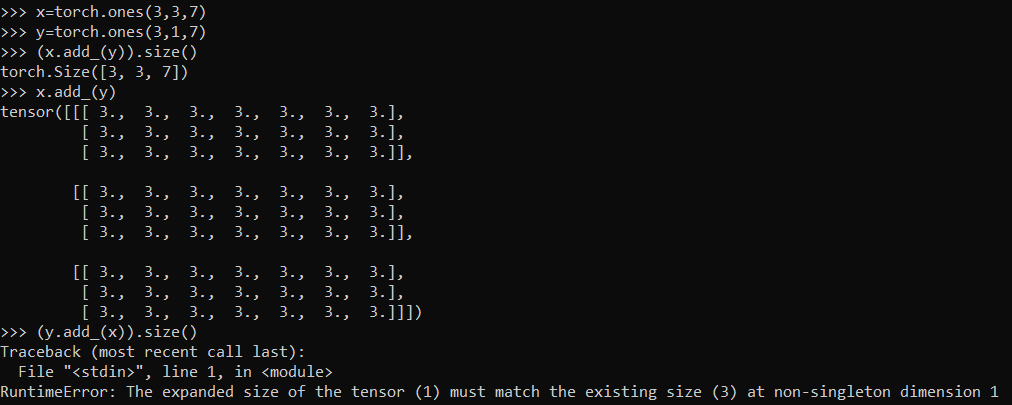 >>> x=torch.ones(3,3,7)
>>> y=torch.ones(3,1,7)
>>> (x.add_(y)).size()
torch.Size([3, 3, 7])
>>> x.add_(y)
tensor([[[ 3.,  3.,  3.,  3.,  3.,  3.,  3.],
         [ 3.,  3.,  3.,  3.,  3.,  3.,  3.],
         [ 3.,  3.,  3.,  3.,  3.,  3.,  3.]],

        [[ 3.,  3.,  3.,  3.,  3.,  3.,  3.],
         [ 3.,  3.,  3.,  3.,  3.,  3.,  3.],
         [ 3.,  3.,  3.,  3.,  3.,  3.,  3.]],

        [[ 3.,  3.,  3.,  3.,  3.,  3.,  3.],
         [ 3.,  3.,  3.,  3.,  3.,  3.,  3.],
         [ 3.,  3.,  3.,  3.,  3.,  3.,  3.]]])
>>> (y.add_(x)).size()
Traceback (most recent call last):
  File "<stdin>", line 1, in <module>
RuntimeError: The expanded size of the tensor (1) must match the existing size (3) at non-singleton dimension 1